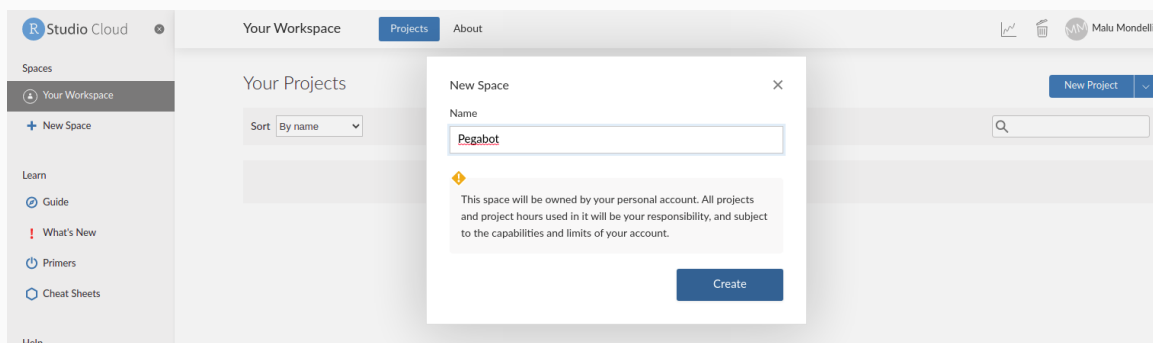 R Studio Cloud
Your Workspace
Projects
About
MM
Malu Mondelli
Spaces
Your Workspace
New Space
Learn
Guide
What's New
Primers
Cheat Sheets
Your Projects
New Project
Sort
By name
New Space
Name
Pegabot
This space will be owned by your personal account. All projects
and project hours used in it will be your responsibility, and subject
to the capabilities and limits of your account.
Create